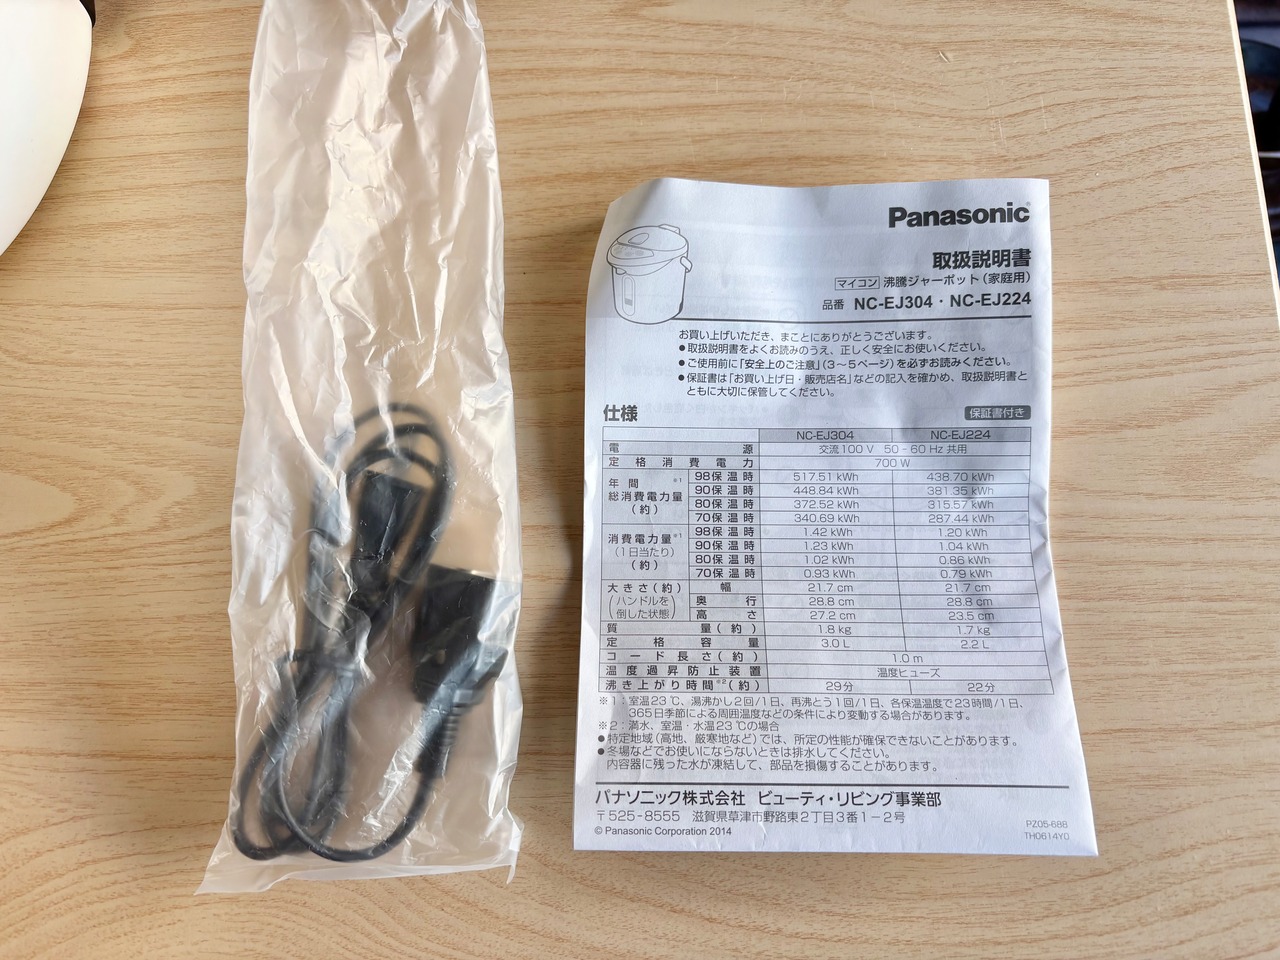 Panasonic®
取扱説明書
マイコン 沸騰ジャーポット（家庭用）
品番 NC-EJ304・NC-EJ224
お買い上げいただき、まことにありがとうございます。
●取扱説明書をよくお読みのうえ、正しく安全にお使いください。
●ご使用前に「安全上のご注意」（3〜5ページ）を必ずお読みください。
●保証書は「お買い上げ日・販売店名」などの記入を確かめ、取扱説明書と
ともに大切に保管してください。
仕様 保証書付き
NC-EJ304 NC-EJ224
電源 交流100 V 50-60 Hz 共用
定格消費電力 700 W
年間※1総消費電力量（約） 98保温時 517.51 kWh 438.70 kWh
90保温時 448.84 kWh 381.35 kWh
80保温時 372.52 kWh 315.57 kWh
70保温時 340.69 kWh 287.44 kWh
消費電力量※1（1日当たり）（約） 98保温時 1.42 kWh 1.20 kWh
90保温時 1.23 kWh 1.04 kWh
80保温時 1.02 kWh 0.86 kWh
70保温時 0.93 kWh 0.79 kWh
大きさ（約）（ハンドルを倒した状態） 幅 21.7 cm 21.7 cm
奥行 28.8 cm 28.8 cm
高さ 27.2 cm 23.5 cm
質量（約） 1.8 kg 1.7 kg
定格容量 3.0 L 2.2 L
コード長さ（約） 1.0 m
温度過昇防止装置 温度ヒューズ
沸き上がり時間※2（約） 29分 22分
※1：室温23 ℃、湯沸かし2回/1日、再沸とう1回/1日、各保温温度で23時間/1日、
365日季節による周囲温度などの条件により変動する場合があります。
※2：満水、室温・水温23 ℃の場合
●特定地域（高地、厳寒地など）では、所定の性能が確保できないことがあります。
●冬場などでお使いにならないときは排水してください。
内容器に残った水が凍結して、部品を損傷することがあります。
パナソニック株式会社 ビューティ・リビング事業部
〒525-8555 滋賀県草津市野路東2丁目3番1-2号
© Panasonic Corporation 2014
PZ05-68B
TH0614Y0